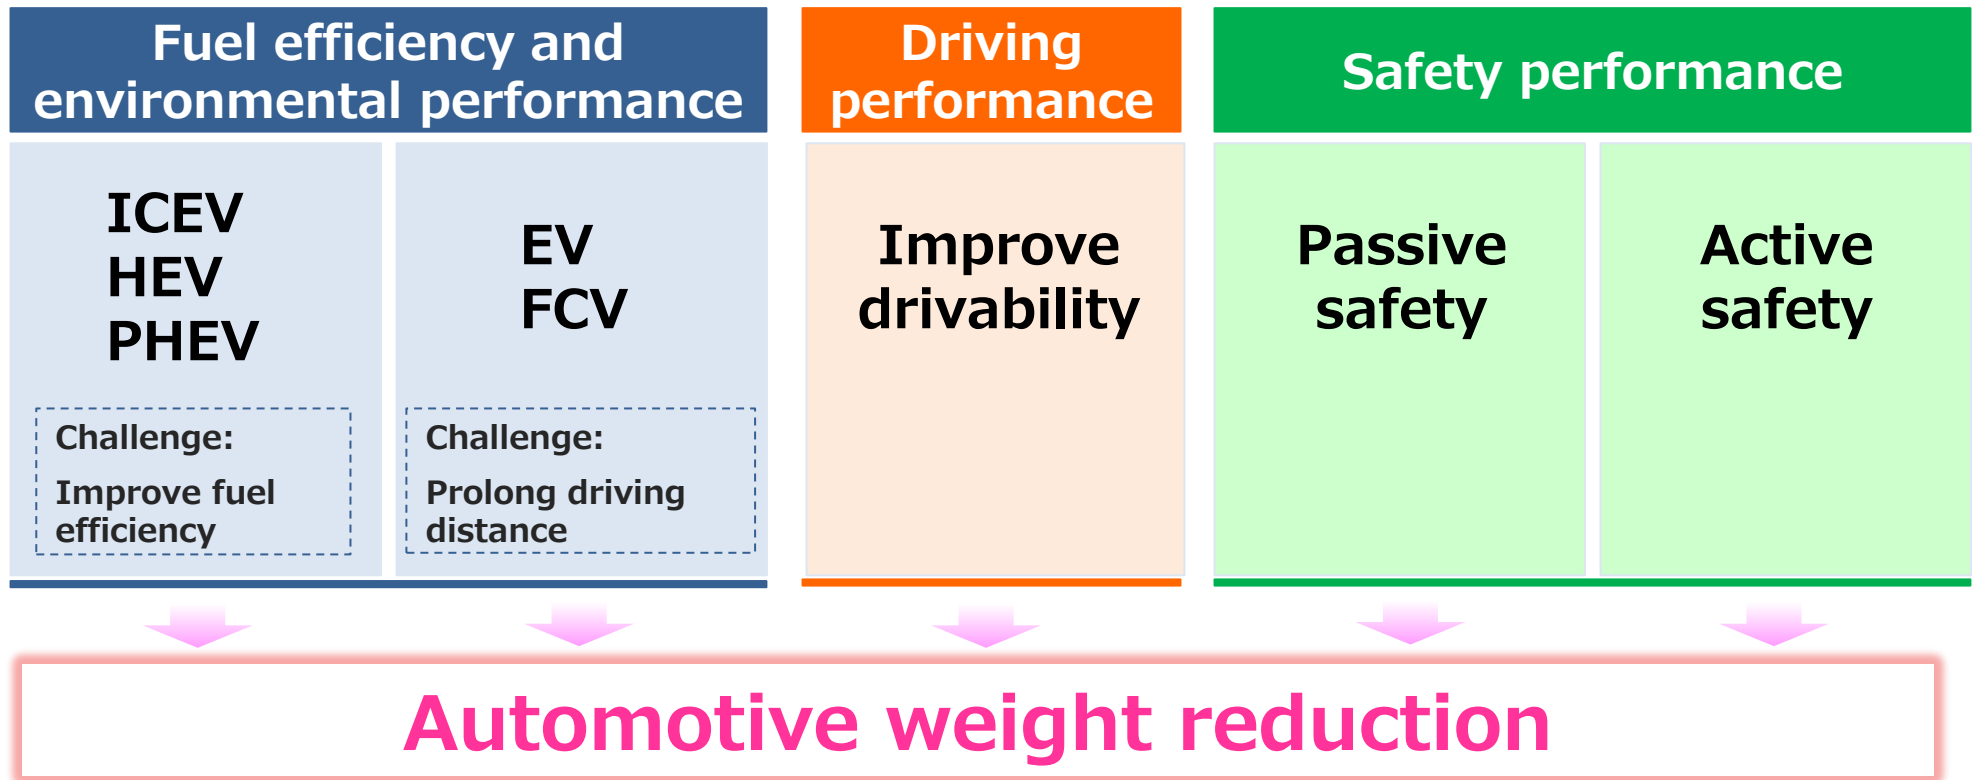 Fuel efficiency and
environmental performance
Driving
performance
Safety performance
ICEV
HEV
PHEV
Challenge:
Improve fuel
efficiency
EV
FCV
Challenge:
Prolong driving
distance
Improve
drivability
Passive
safety
Active
safety
Automotive weight reduction